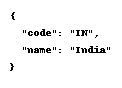 {
  "code": "IN",
  "name": "India"
}